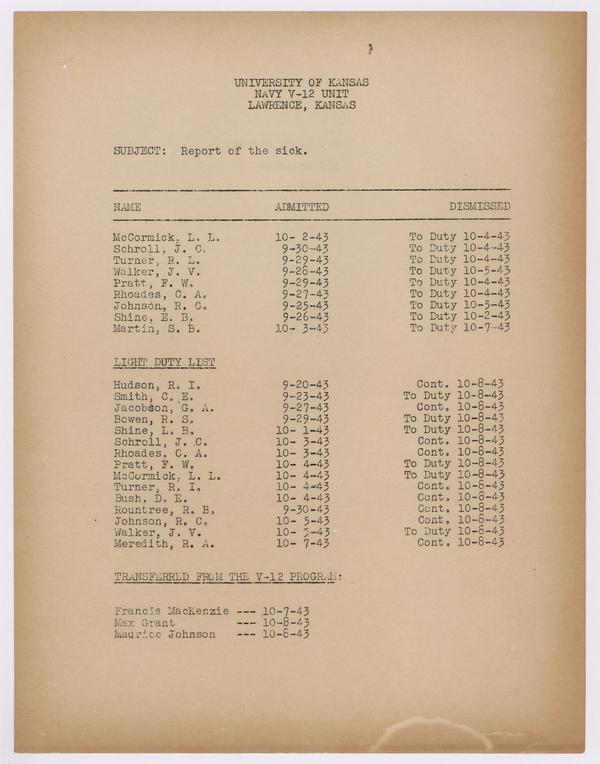 UNIVERSITY OF KANSAS
NAVY V-12 UNIT
LAWRENCE, KANSAS
SUBJECT: Report of the sick.
NAME ADMITTED DISMISSED
McCormick, L. L. 10- 2-43 To Duty 10-4-43
Schroll, J. C. 9-30-43 To Duty 10-4-43
Turner, R. L. 9-29-43 To Duty 10-4-43
Walker, J. V. 9-28-43 To Duty 10-5-43
Pratt, F. W. 9-29-43 To Duty 10-4-43
Rhoades, C. A. 9-27-43 To Duty 10-4-43
Johnson, R. C. 9-25-43 To Duty 10-5-43
Shine, E. B. 9-26-43 To Duty 10-2-43
Martin, S. B. 10- 3-43 To Duty 10-7-43
LIGHT DUTY LIST
Hudson, R. I. 9-20-43 Cont. 10-8-43
Smith, C. E. 9-23-43 To Duty 10-8-43
Jacobson, G. A. 9-27-43 Cont. 10-8-43
Bowen, R. S. 9-29-43 To Duty 10-8-43
Shine, L. B. 10- 1-43 To Duty 10-8-43
Schroll, J. C. 10- 3-43 Cont. 10-8-43
Rhoades. C. A. 10- 3-43 Cont. 10-8-43
Pratt, F. W. 10- 4-43 To Duty 10-8-43
McCormick, L. L. 10- 4-43 To Duty 10-8-43
Turner, R. I. 10- 4-43 Cont. 10-8-43
Bush. D. E. 10- 4-43 Cont. 10-8-43
Rountree, R. B. 9-30-43 Cont. 10-8-43
Johnson, R. C. 10- 5-43 Cont. 10-8-43
Walker, J. V. 10- 5-43 To Duty 10-8-43
Meredith, R. A. 10- 7-43 Cont. 10-8-43
TRANSFERRED FROM THE V-12 PROGRAM:
Francis MacKenzie --- 10-7-43
Max Grant --- 10-8-43
Maurice Johnson --- 10-8-43